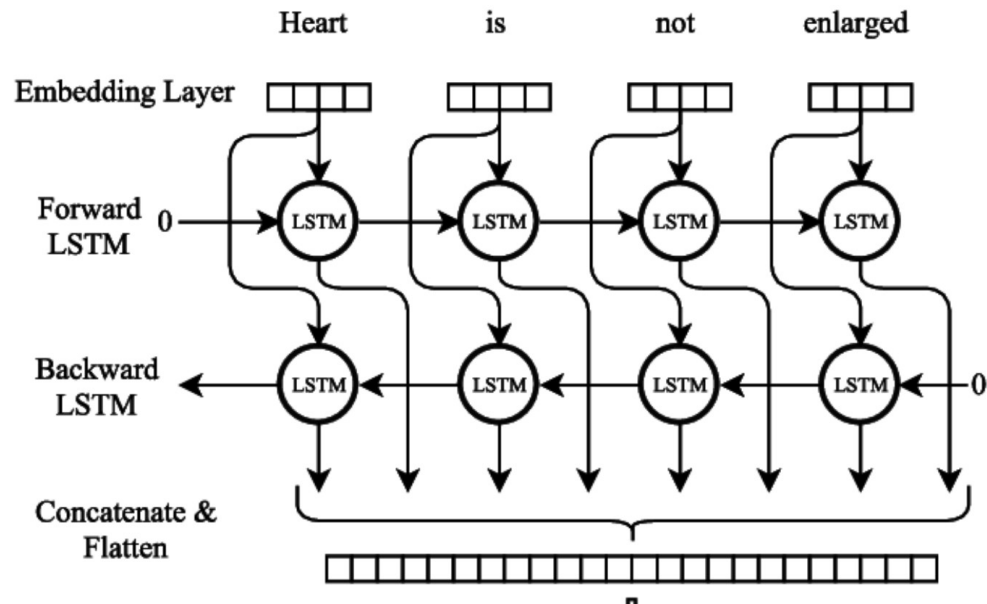 Heart is not enlarged
Embedding Layer
LSTM LSTM LSTM LSTM
Forward 0
LSTM
Backward
LSTM
LSTM LSTM LSTM LSTM 0
Concatenate &
Flatten